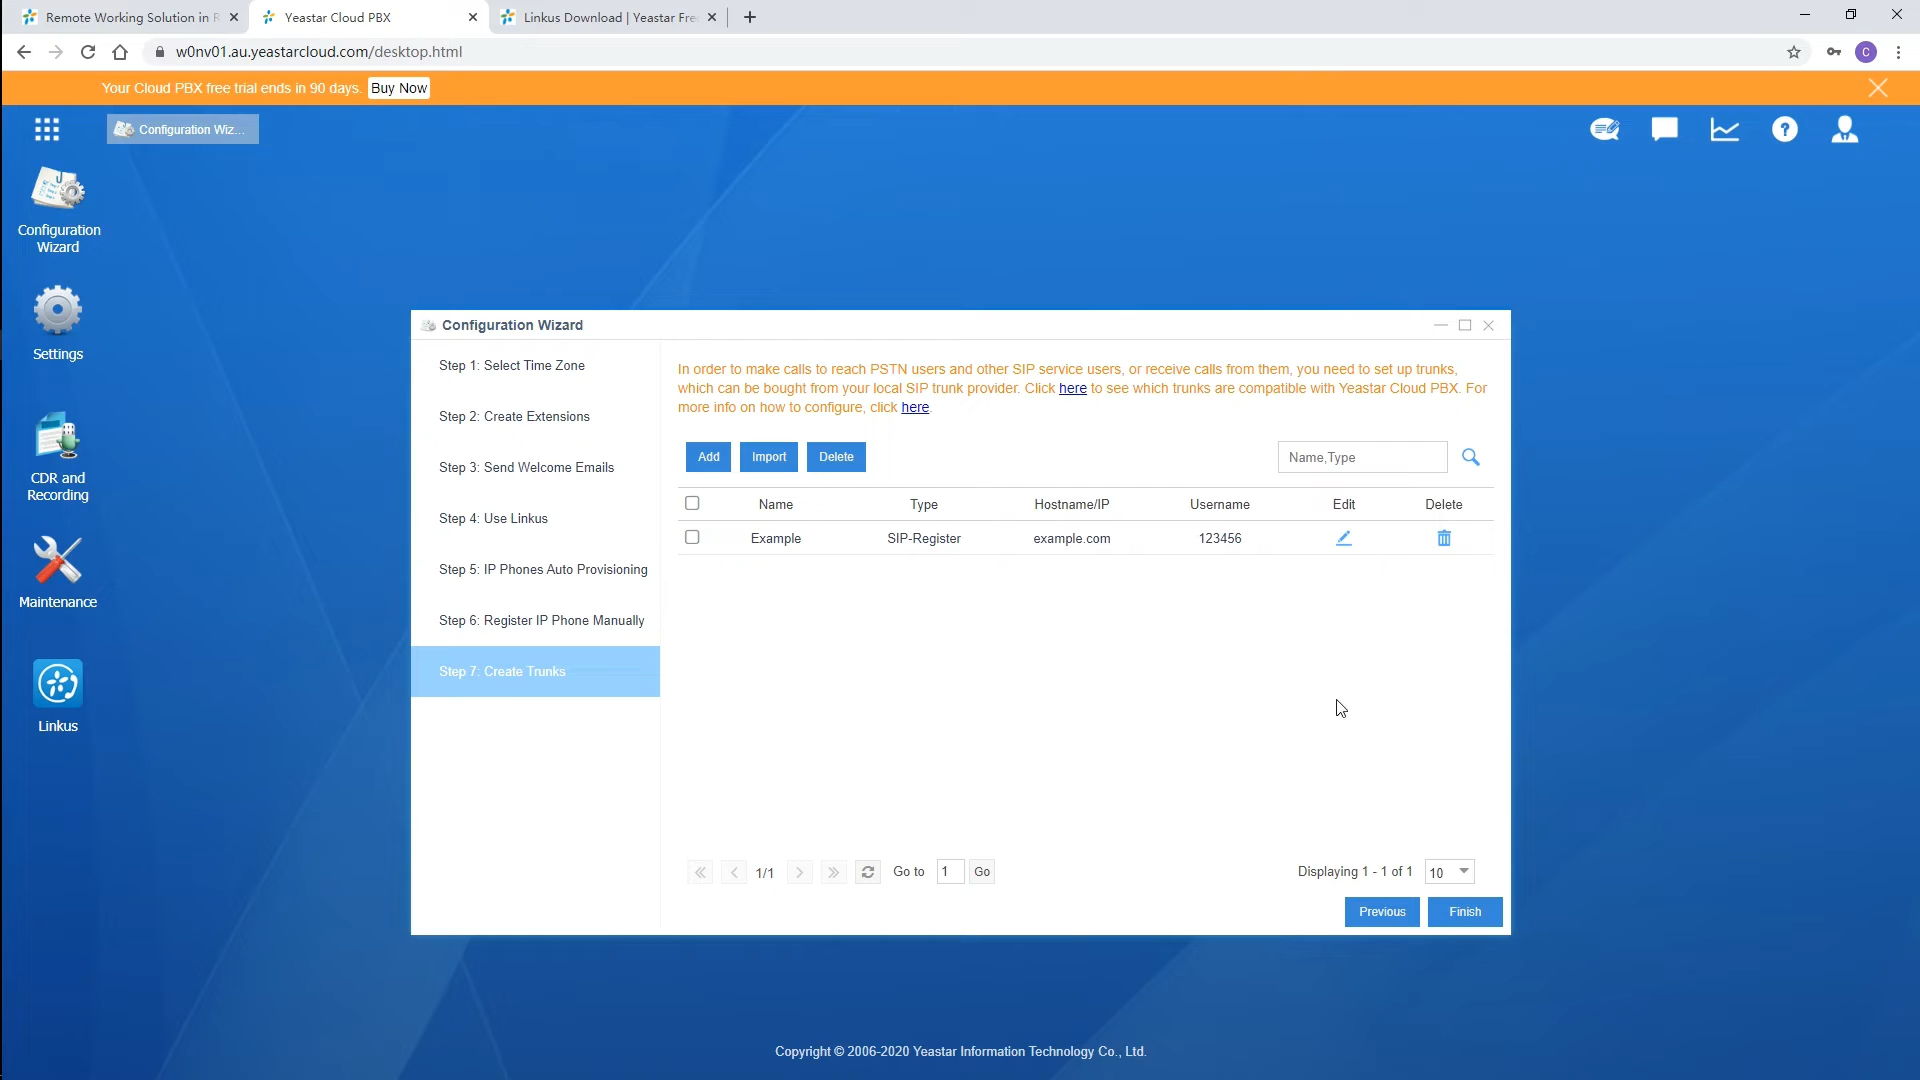 Remote Working Solution in
Yeastar Cloud PBX
Linkus Download | Yeastar Fre
w0nv01.au.yeastarcloud.com/desktop.html
C
Your Cloud PBX free trial ends in 90 days. Buy Now
Configuration Wiz...
Configuration
Wizard
Settings
CDR and
Recording
Maintenance
Linkus
Configuration Wizard
Step 1: Select Time Zone
Step 2: Create Extensions
Step 3: Send Welcome Emails
Step 4: Use Linkus
Step 5: IP Phones Auto Provisioning
Step 6: Register IP Phone Manually
Step 7: Create Trunks
In order to make calls to reach PSTN users and other SIP service users, or receive calls from them, you need to set up trunks,
which can be bought from your local SIP trunk provider. Click here to see which trunks are compatible with Yeastar Cloud PBX. For
more info on how to configure, click here.
Add Import Delete Name,Type
Name Type Hostname/IP Username Edit Delete
Example SIP-Register example.com 123456
1/1 Go to 1 Go Displaying 1 - 1 of 1 10
Previous Finish
Copyright © 2006-2020 Yeastar Information Technology Co., Ltd.